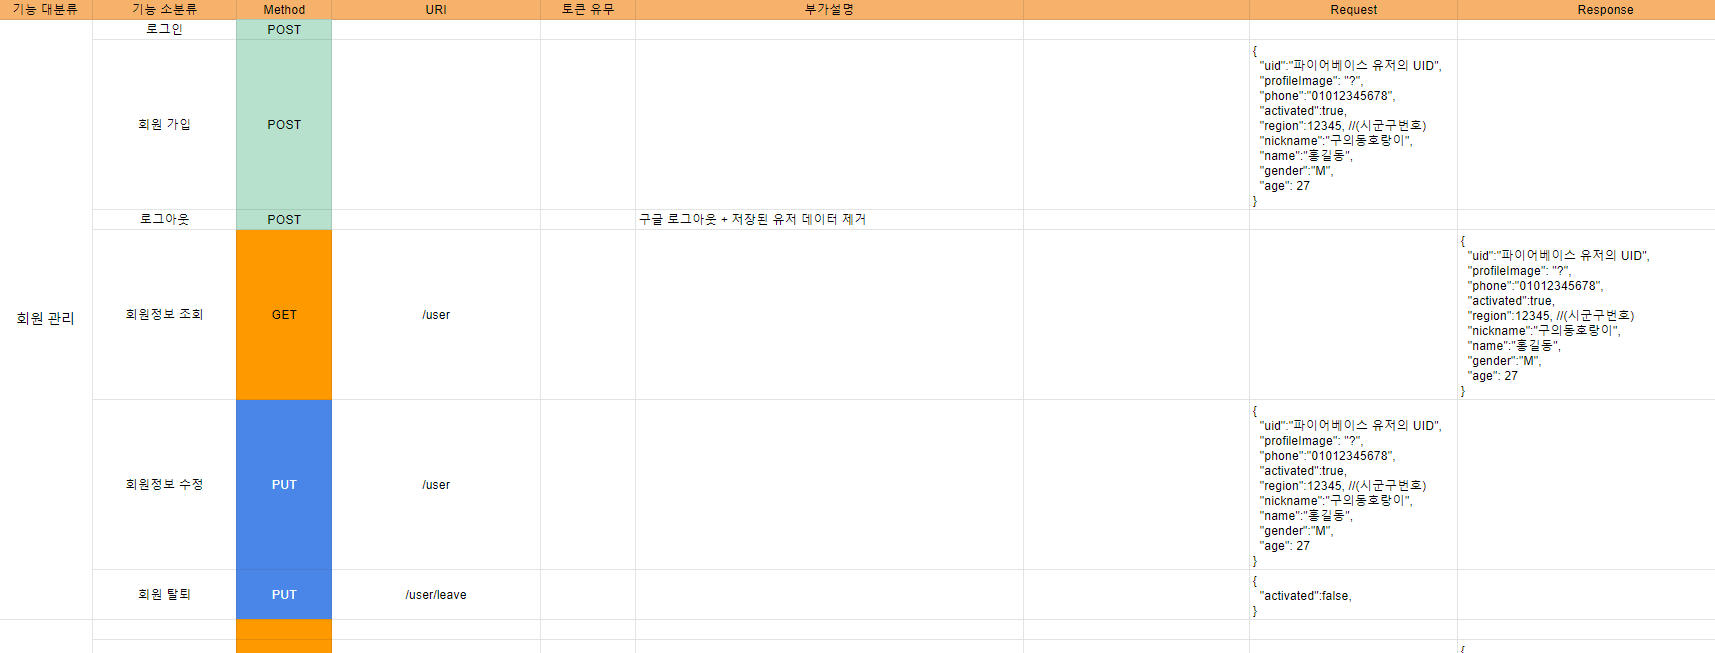 기능 대분류 기능 소분류 Method URI 토큰 유무 부가설명 Request Response
로그인 POST
회원 관리
회원 가입 POST
{
"uid":"파이어베이스 유저의 UID",
"profileImage": "?",
"phone":"01012345678",
"activated":true,
"region":12345, //(시군구번호)
"nickname":"구의동호랑이",
"name":"홍길동",
"gender":"M",
"age": 27
}
로그아웃 POST 구글 로그아웃 + 저장된 유저 데이터 제거
회원정보 조회 GET /user
{
"uid":"파이어베이스 유저의 UID",
"profileImage": "?",
"phone":"01012345678",
"activated":true,
"region":12345, //(시군구번호)
"nickname":"구의동호랑이",
"name":"홍길동",
"gender":"M",
"age": 27
}
회원정보 수정 PUT /user
{
"uid":"파이어베이스 유저의 UID",
"profileImage": "?",
"phone":"01012345678",
"activated":true,
"region":12345, //(시군구번호)
"nickname":"구의동호랑이",
"name":"홍길동",
"gender":"M",
"age": 27
}
회원 탈퇴 PUT /user/leave
{
"activated":false,
}
{